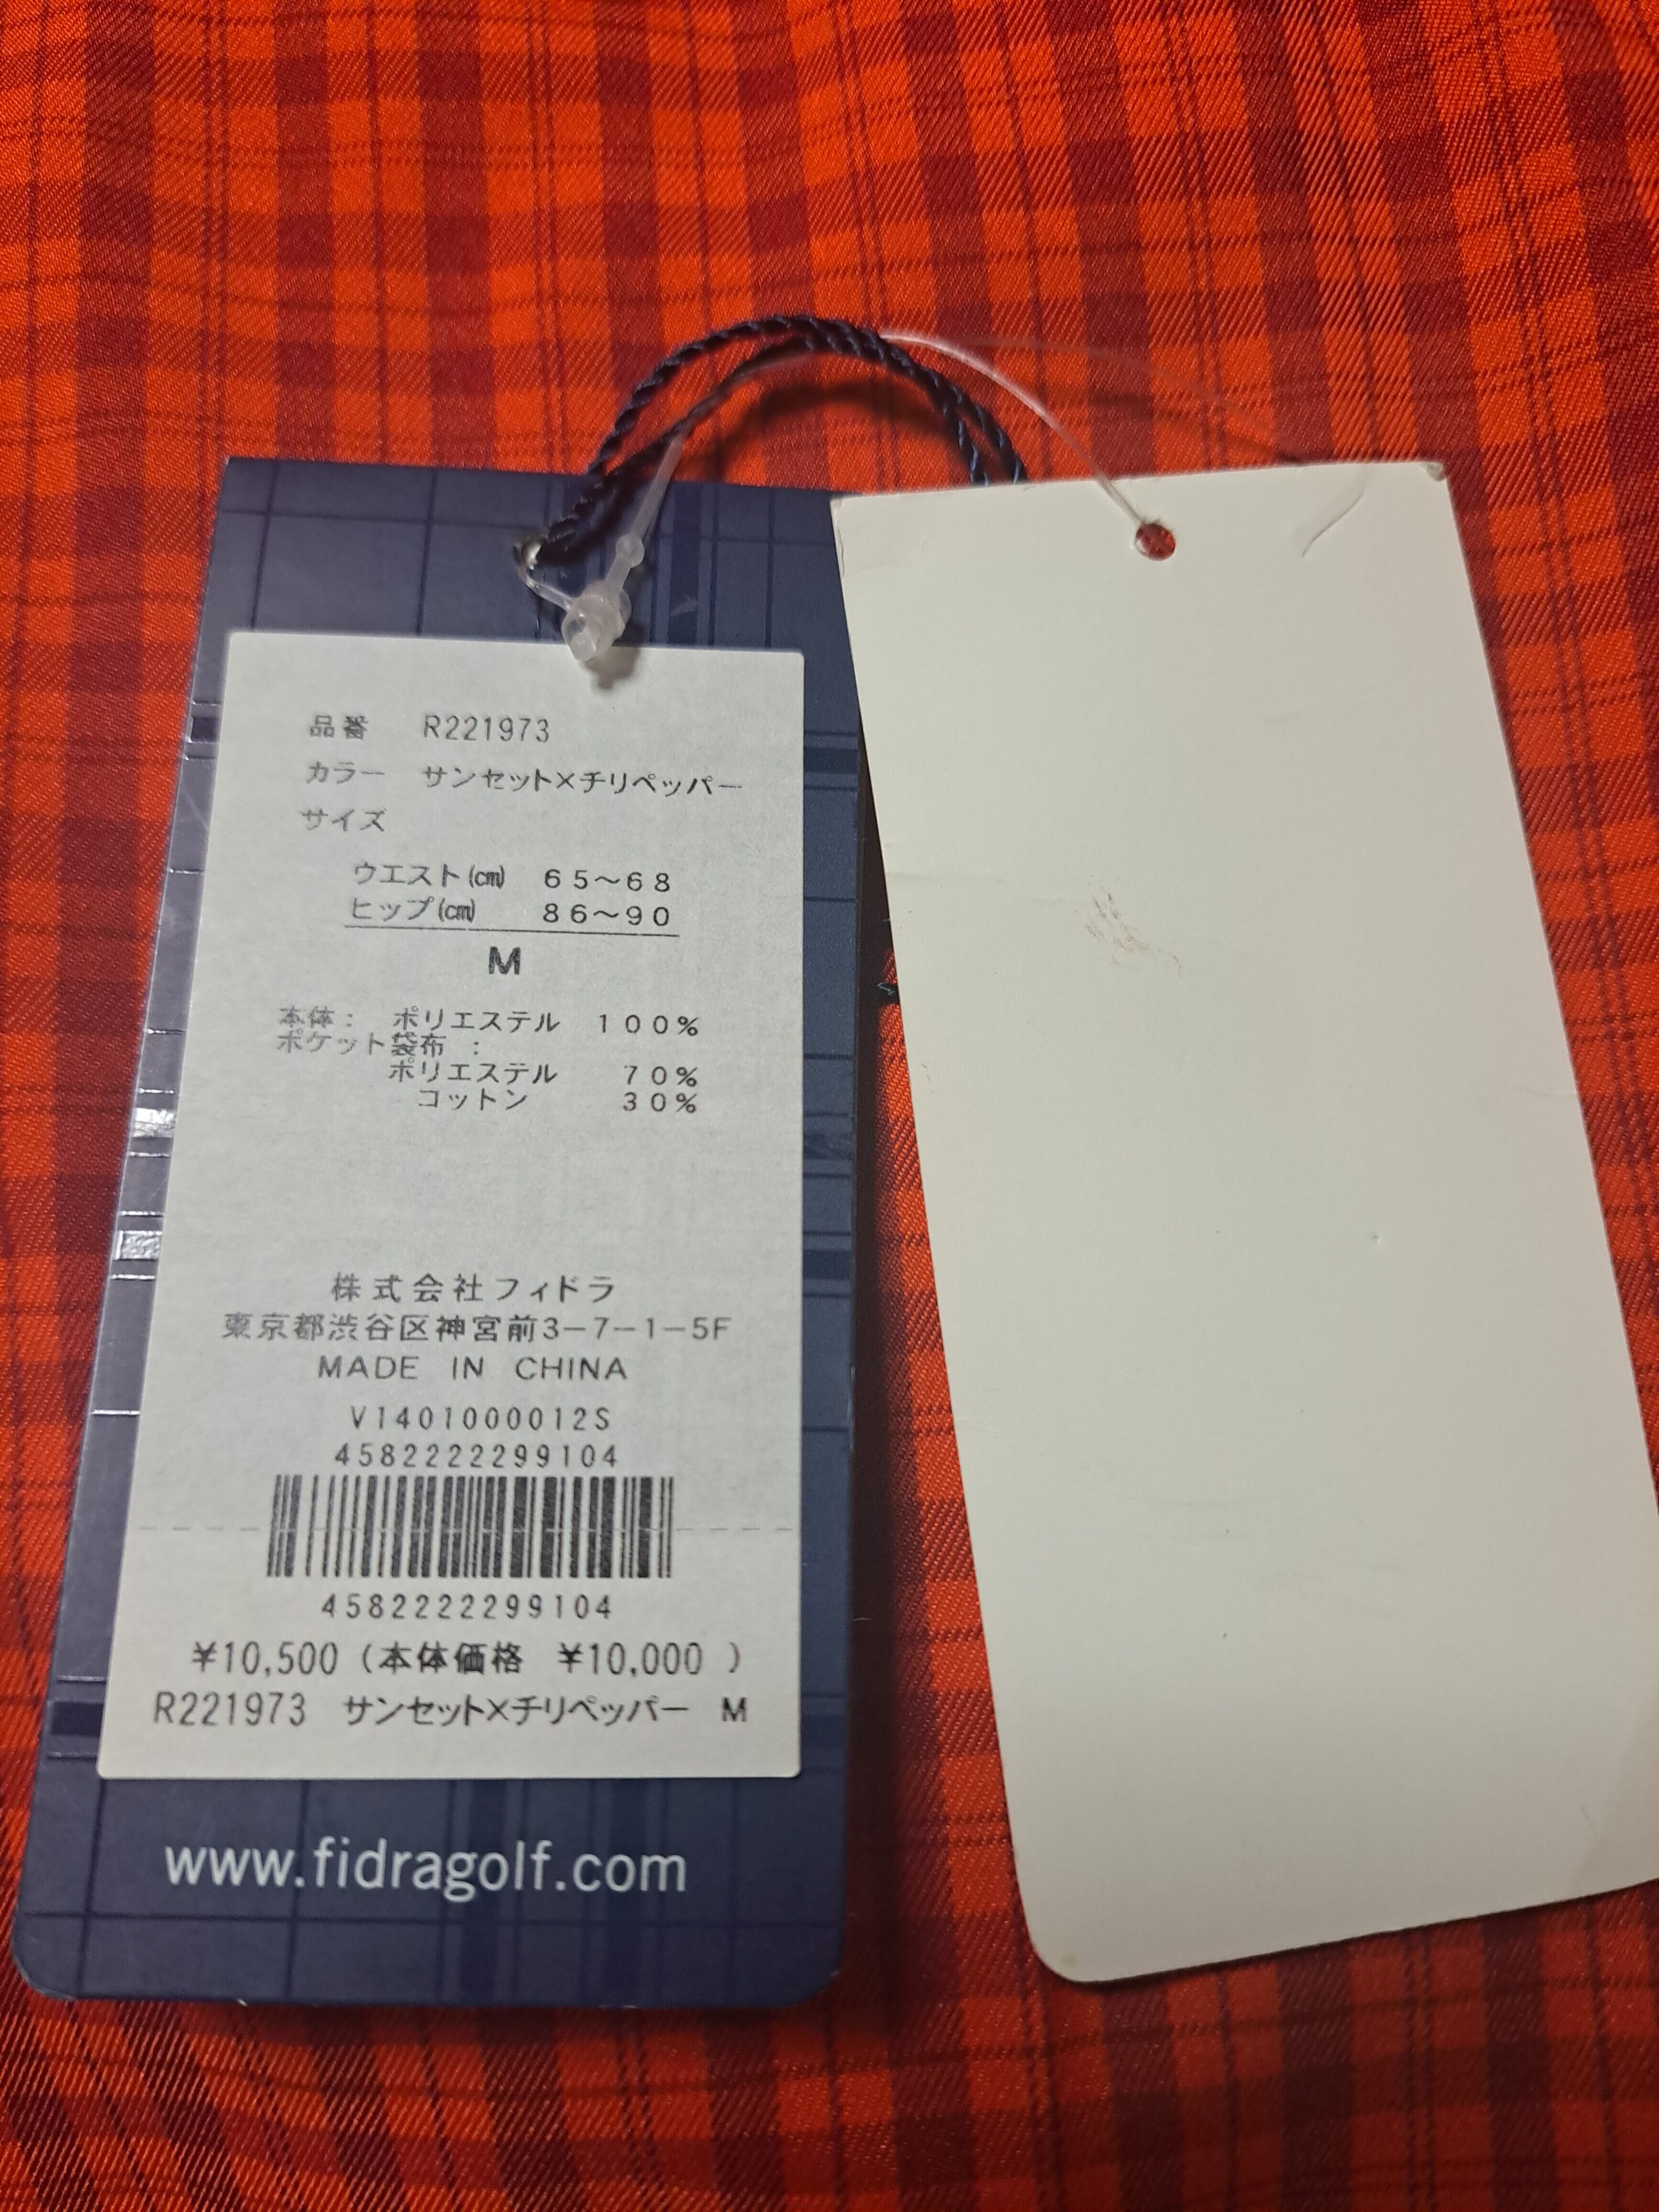 品番 R221973
カラー サンセット×チリペッパー
サイズ
ウエスト(㎝) 65～68
ヒップ(㎝) 86～90
M
本体： ポリエステル 100%
ポケット袋布 ：
ポリエステル 70%
コットン 30%
株式会社フィドラ
東京都渋谷区神宮前3－7－1－5F
MADE IN CHINA
V1401000012S
4582222299104
4582222299104
¥10,500 (本体価格 ¥10,000 )
R221973 サンセット×チリペッパー M
www.fidragolf.com